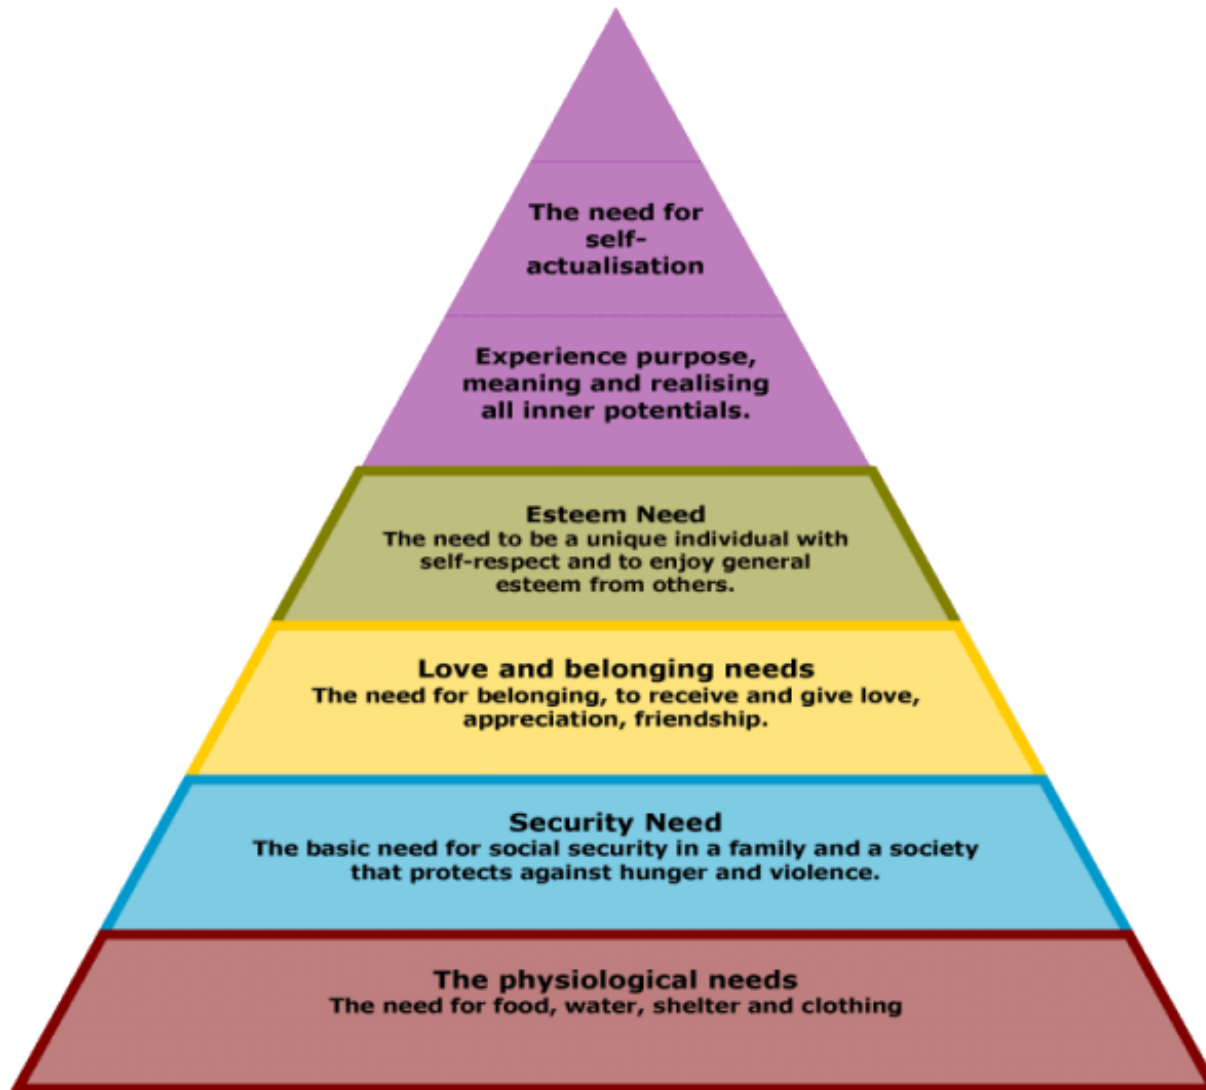 The need for
self-
actualisation
Experience purpose,
meaning and realising
all inner potentials.
Esteem Need
The need to be a unique individual with
self-respect and to enjoy general
esteem from others.
Love and belonging needs
The need for belonging, to receive and give love,
appreciation, friendship.
Security Need
The basic need for social security in a family and a society
that protects against hunger and violence.
The physiological needs
The need for food, water, shelter and clothing